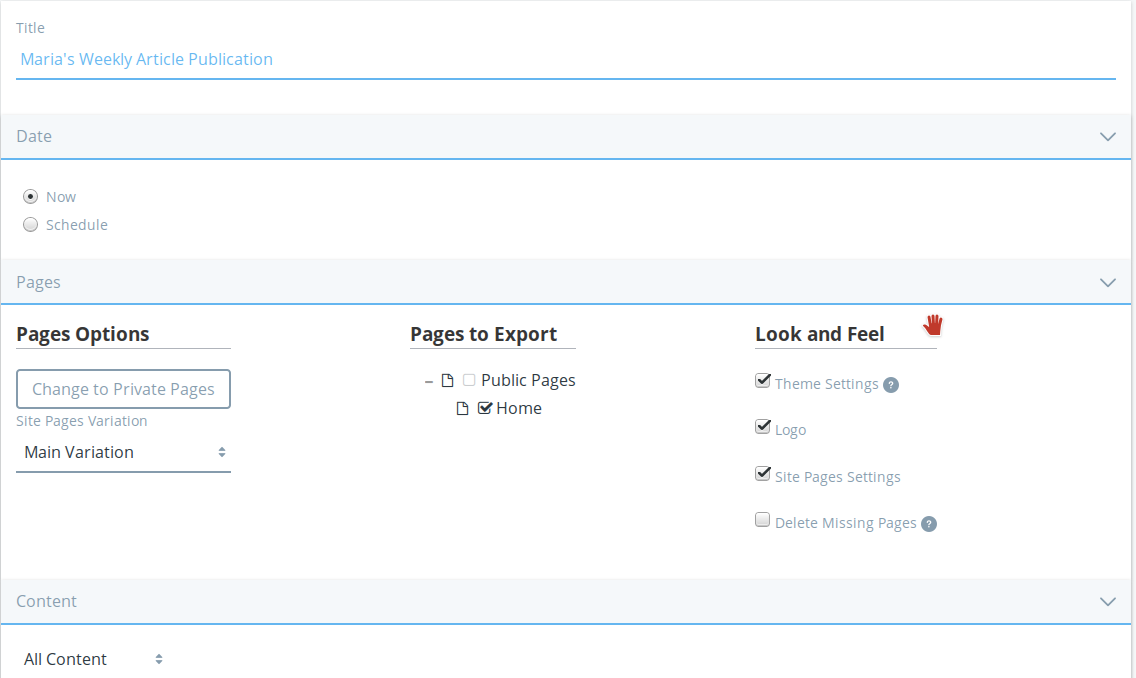 Title
Maria's Weekly Article Publication
Date
Now
Schedule
Pages
Pages Options
Change to Private Pages
Site Pages Variation
Main Variation
Pages to Export
Public Pages
Home
Look and Feel
Theme Settings ?
Logo
Site Pages Settings
Delete Missing Pages ?
Content
All Content